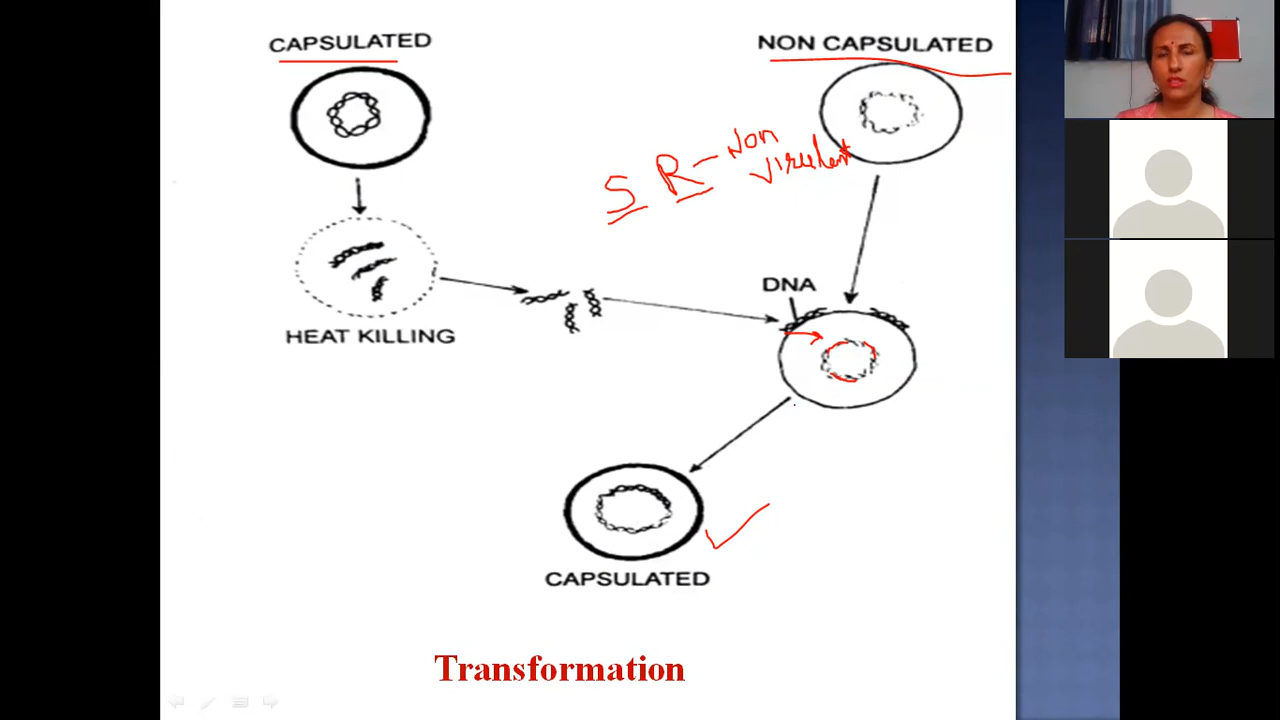 CAPSULATED
NON CAPSULATED
S R - Non
virulent
DNA
HEAT KILLING
CAPSULATED
Transformation